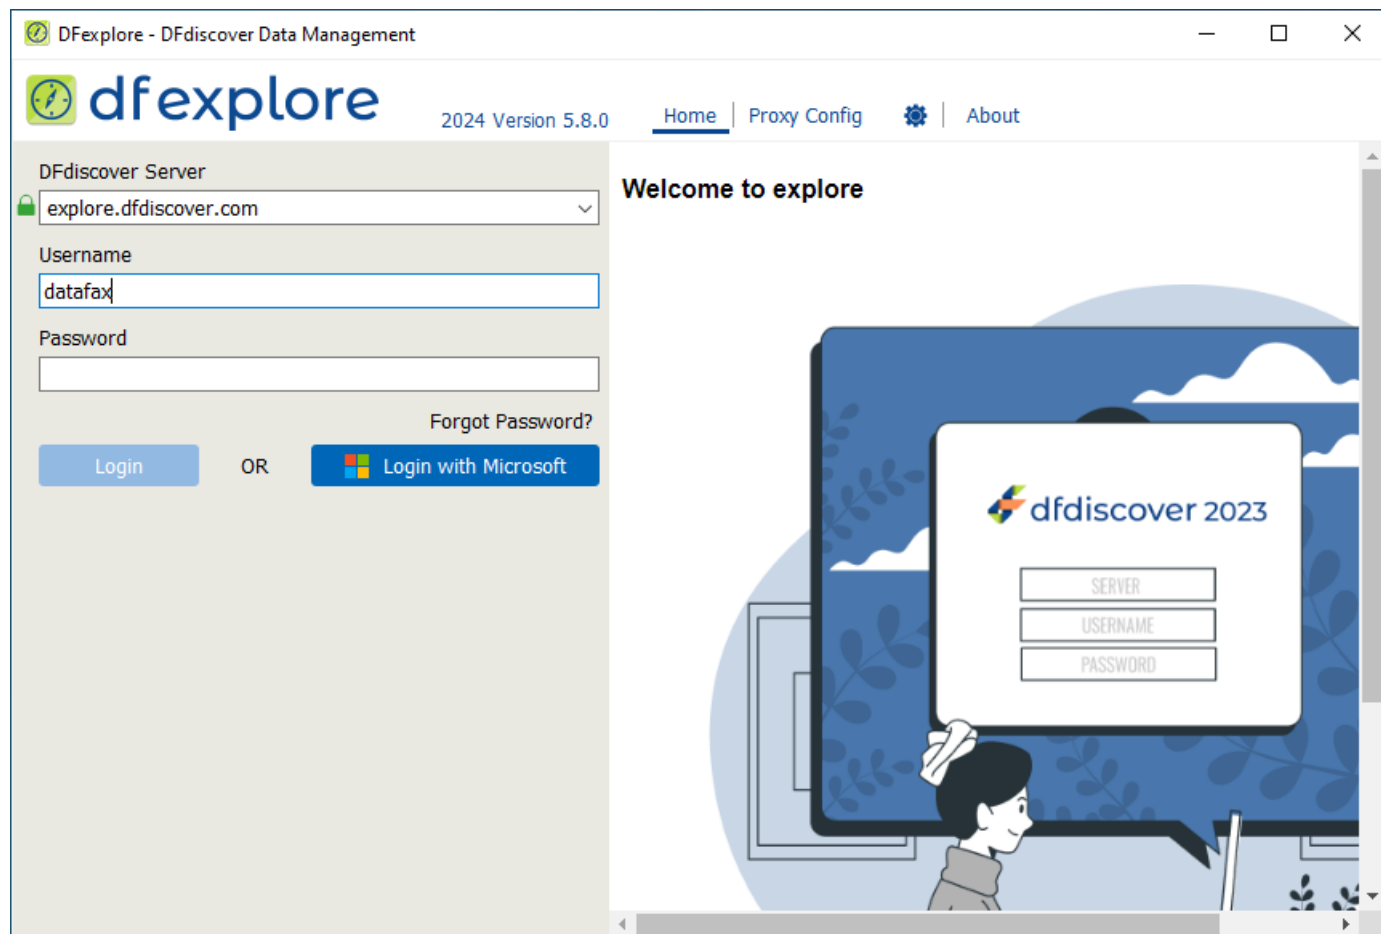 DFexplore - DFdiscover Data Management
dfexplore
2024 Version 5.8.0
Home
Proxy Config
About
DFdiscover Server
explore.dfdiscover.com
Username
datafax
Password
Forgot Password?
Login
OR
Login with Microsoft
Welcome to explore
dfdiscover 2023
SERVER
USERNAME
PASSWORD